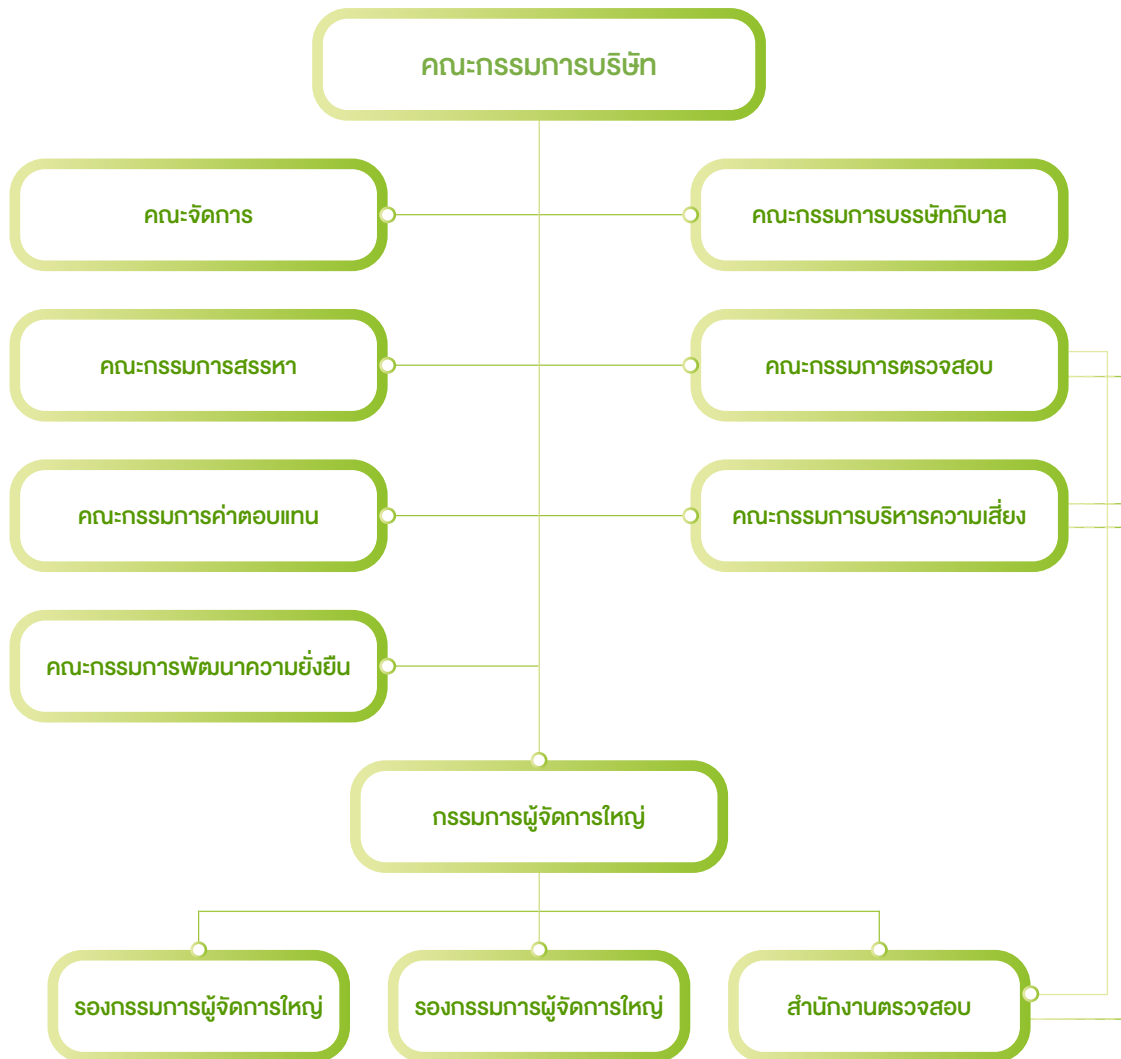 คณะกรรมการบริษัท
คณะจัดการ
คณะกรรมการบรรษัทภิบาล
คณะกรรมการสรรหา
คณะกรรมการตรวจสอบ
คณะกรรมการค่าตอบแทน
คณะกรรมการบริหารความเสี่ยง
คณะกรรมการพัฒนาความยั่งยืน
กรรมการผู้จัดการใหญ่
รองกรรมการผู้จัดการใหญ่
รองกรรมการผู้จัดการใหญ่
สำนักงานตรวจสอบ